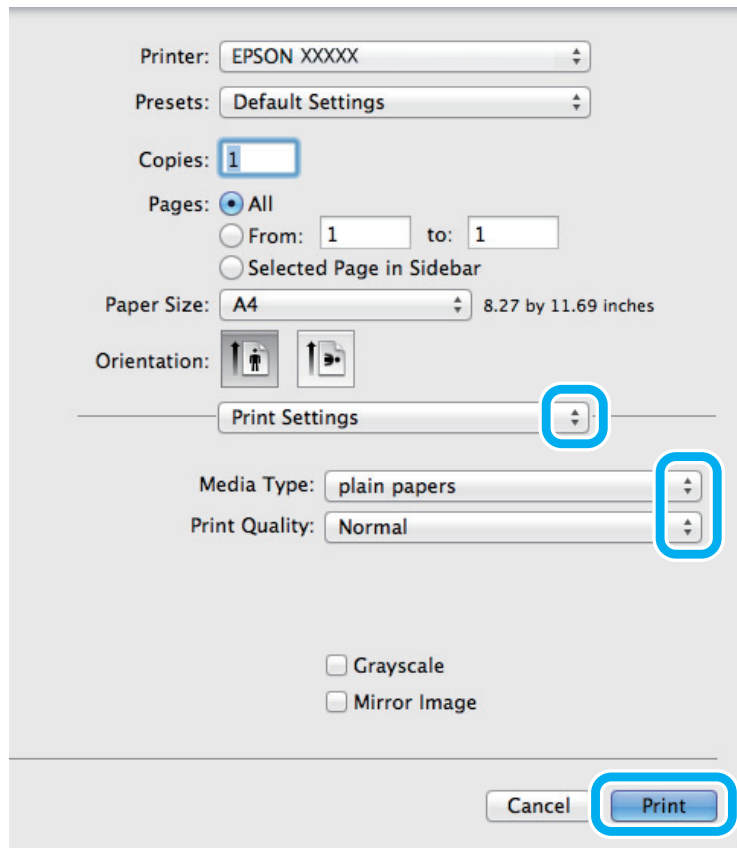 Printer: EPSON XXXXX
Presets: Default Settings
Copies: 1
Pages: All
From: 1 to: 1
Selected Page in Sidebar
Paper Size: A4 8.27 by 11.69 inches
Orientation:
Print Settings
Media Type: plain papers
Print Quality: Normal
Grayscale
Mirror Image
Cancel Print